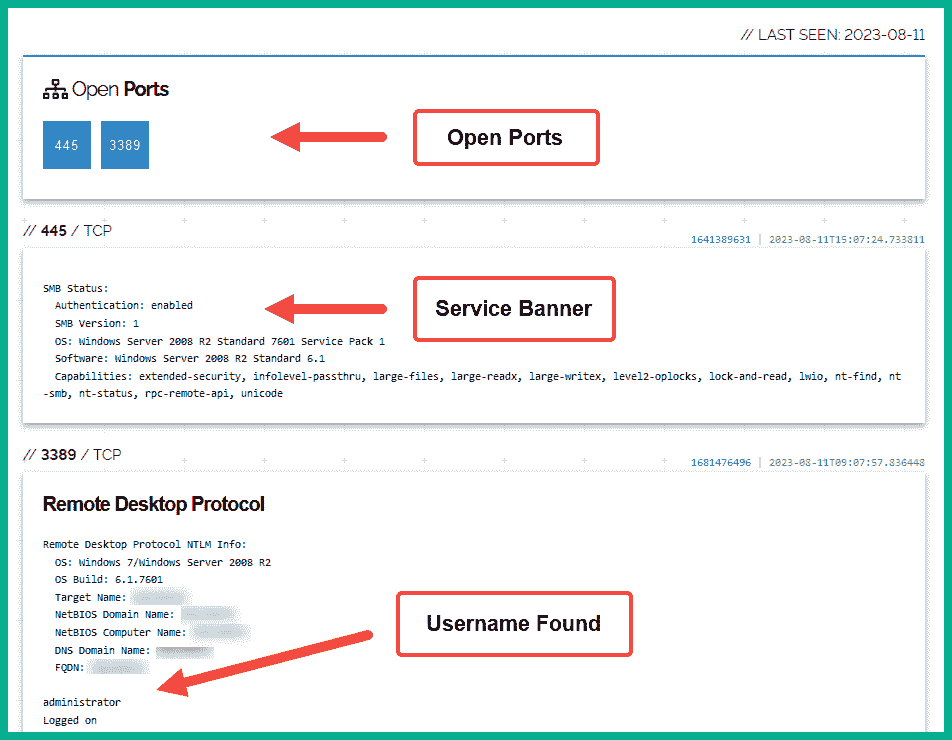 // LAST SEEN: 2023-08-11
Open Ports
445 3389
Open Ports
// 445 / TCP
1641389631 | 2023-08-11T15:07:24.733811
SMB Status:
Authentication: enabled
SMB Version: 1
OS: Windows Server 2008 R2 Standard 7601 Service Pack 1
Software: Windows Server 2008 R2 Standard 6.1
Capabilities: extended-security, infolevel-passthru, large-files, large-readx, large-writex, level2-oplocks, lock-and-read, lwio, nt-find, nt
-smb, nt-status, rpc-remote-api, unicode
Service Banner
// 3389 / TCP
1681476496 | 2023-08-11T09:07:57.836448
Remote Desktop Protocol
Remote Desktop Protocol NTLM Info:
OS: Windows 7/Windows Server 2008 R2
OS Build: 6.1.7601
Target Name:
NetBIOS Domain Name:
NetBIOS Computer Name:
DNS Domain Name:
FQDN:
Username Found
administrator
Logged on